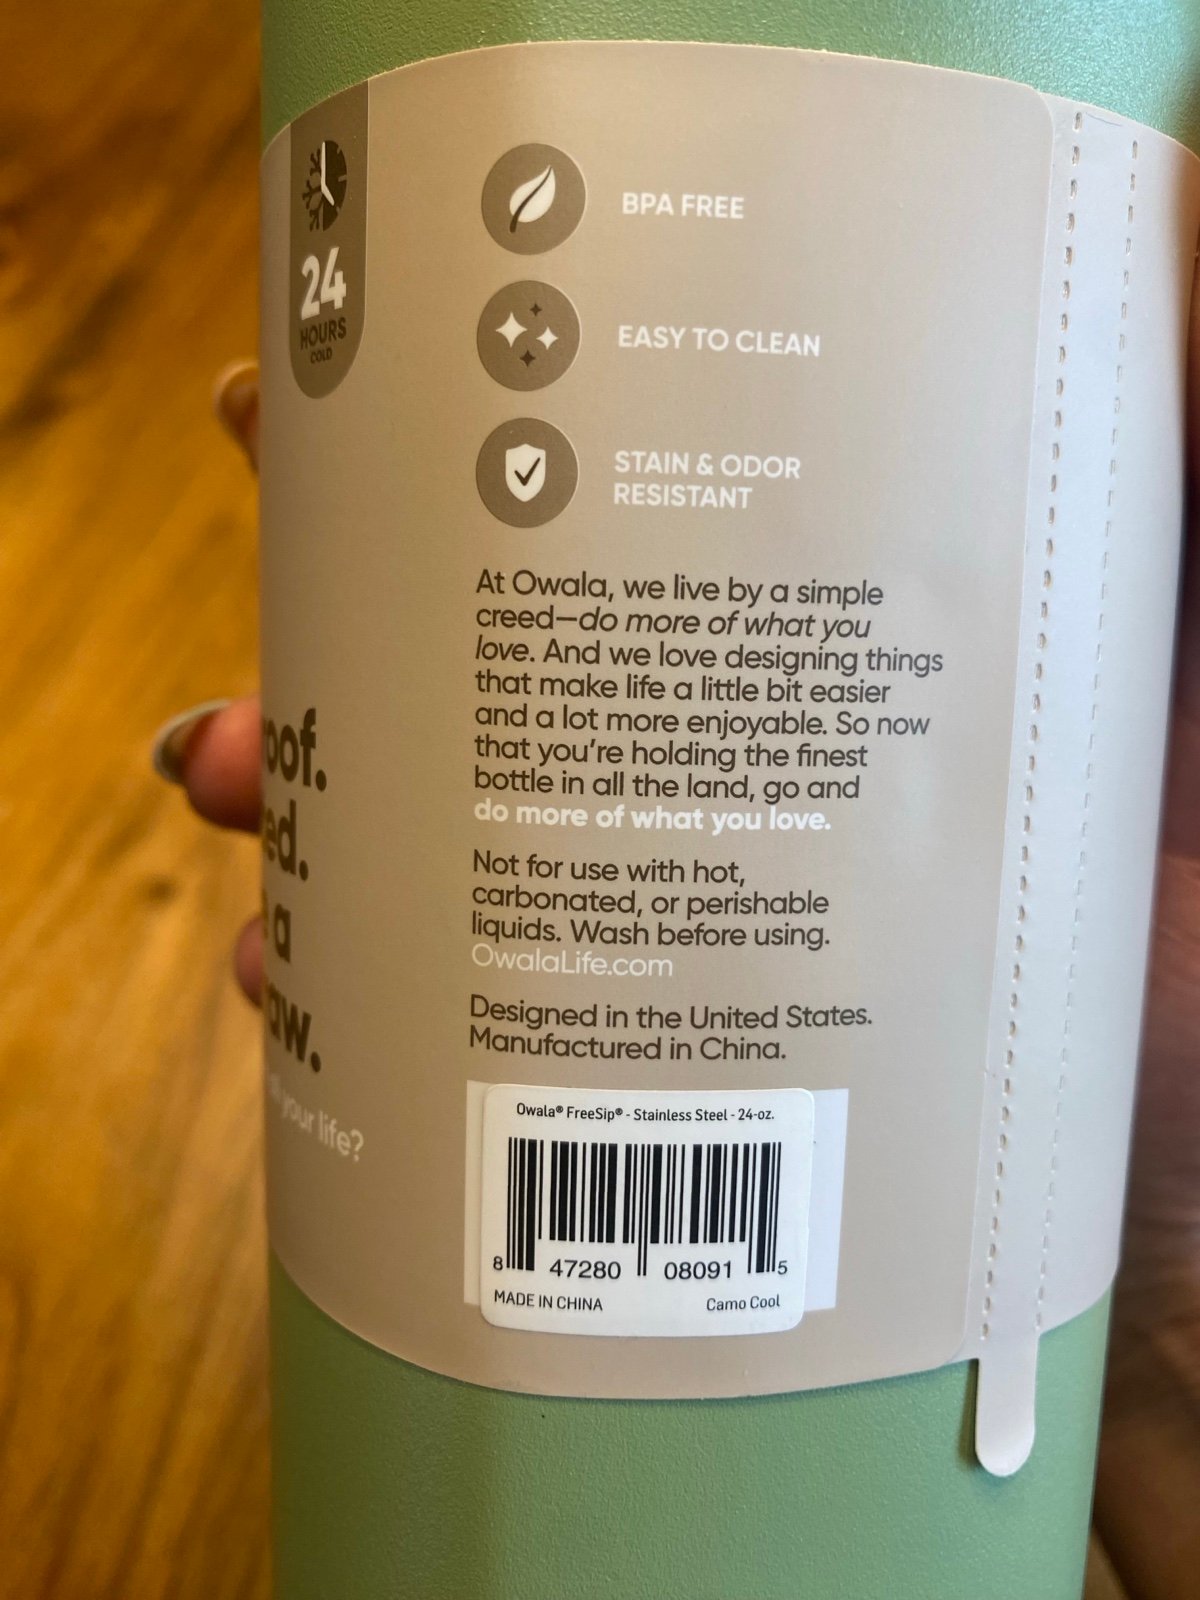 24
HOURS
COLD
BPA FREE
EASY TO CLEAN
STAIN & ODOR
RESISTANT
At Owala, we live by a simple
creed—do more of what you
love. And we love designing things
that make life a little bit easier
and a lot more enjoyable. So now
that you're holding the finest
bottle in all the land, go and
do more of what you love.
Not for use with hot,
carbonated, or perishable
liquids. Wash before using.
OwalaLife.com
Designed in the United States.
Manufactured in China.
a
your life?
Owala® FreeSip® - Stainless Steel - 24-oz.
8 47280 08091 5
MADE IN CHINA Camo Cool